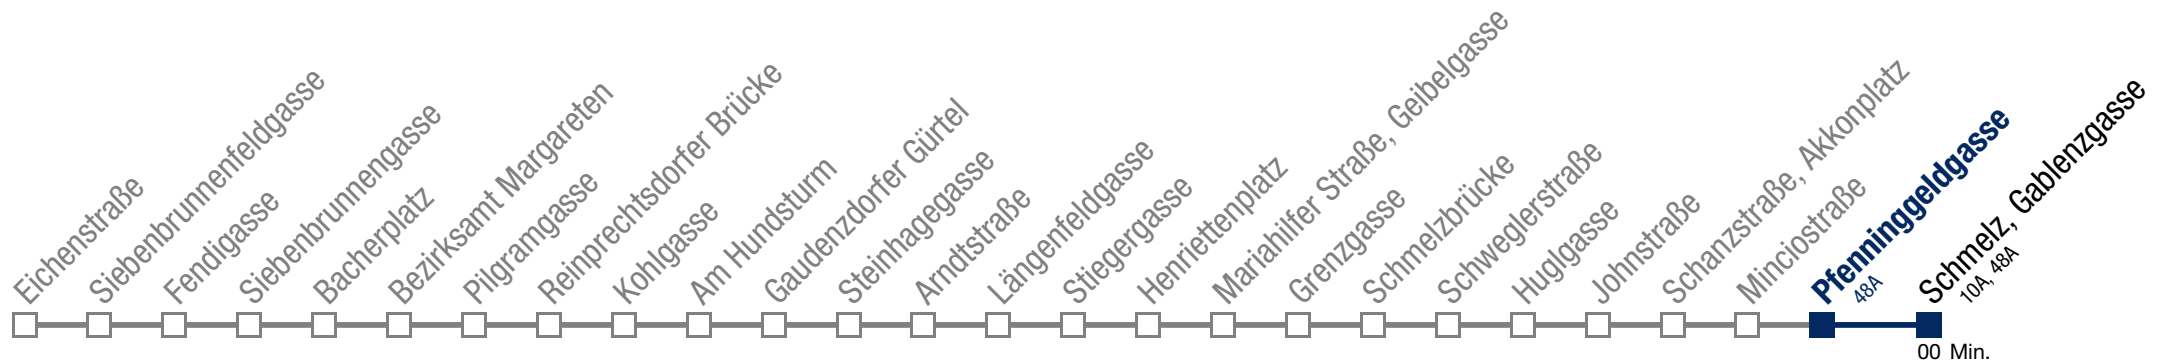 Eichenstraße
Siebenbrunnenfeldgasse
Fendigasse
Siebenbrunnengasse
Bacherplatz
Bezirksamt Margareten
Pilgramgasse
Reinprechtsdorfer Brücke
Kohlgasse
Am Hundsturm
Gaudenzdorfer Gürtel
Steinhagegasse
Arndtstraße
Längenfeldgasse
Stiegergasse
Henriettenplatz
Mariahilfer Straße, Geibelgasse
Grenzgasse
Schmelzbrücke
Schweglerstraße
Huglgasse
Johnstraße
Schanzstraße, Akkonplatz
Minciostraße
Pfenninggeldgasse
48A
Schmelz, Gablenzgasse
10A, 48A
00 Min.